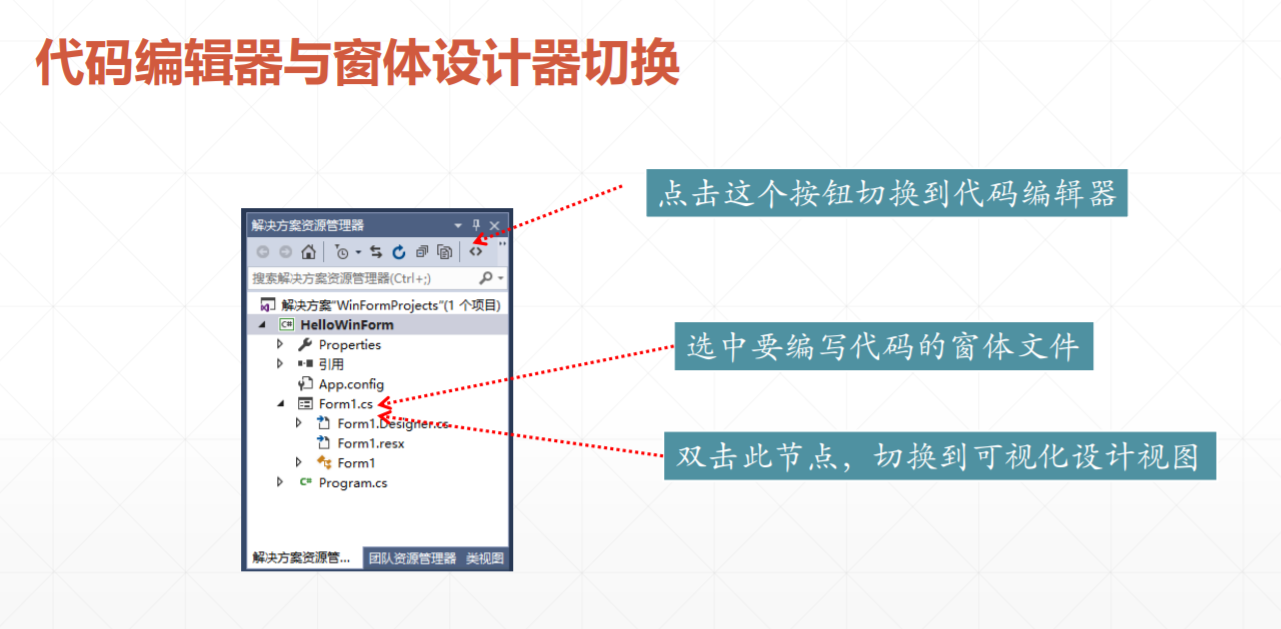 代码编辑器与窗体设计器切换
点击这个按钮切换到代码编辑器
解决方案资源管理器
搜索解决方案资源管理器(Ctrl+;)
解决方案"WinFormProjects"(1 个项目)
C# HelloWinForm
选中要编写代码的窗体文件
Properties
引用
App.config
Form1.cs
Form1.Designer.cs
Form1.resx
双击此节点，切换到可视化设计视图
Form1
C# Program.cs
解决方案资源管... 团队资源管理器 类视图